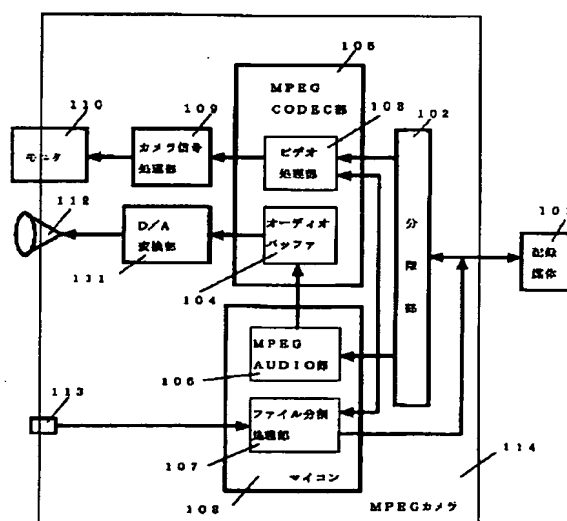 105
MPEG
CODEC部
110
109
103
102
モニタ
カメラ信号
処理部
ビデオ
処理部
112
D/A
変換部
オーディオ
バッファ
分離部
101
記録
媒体
111
104
MPEG
AUDIO部
106
113
ファイル分割
処理部
107
マイコン
108
114
MPEGカメラ